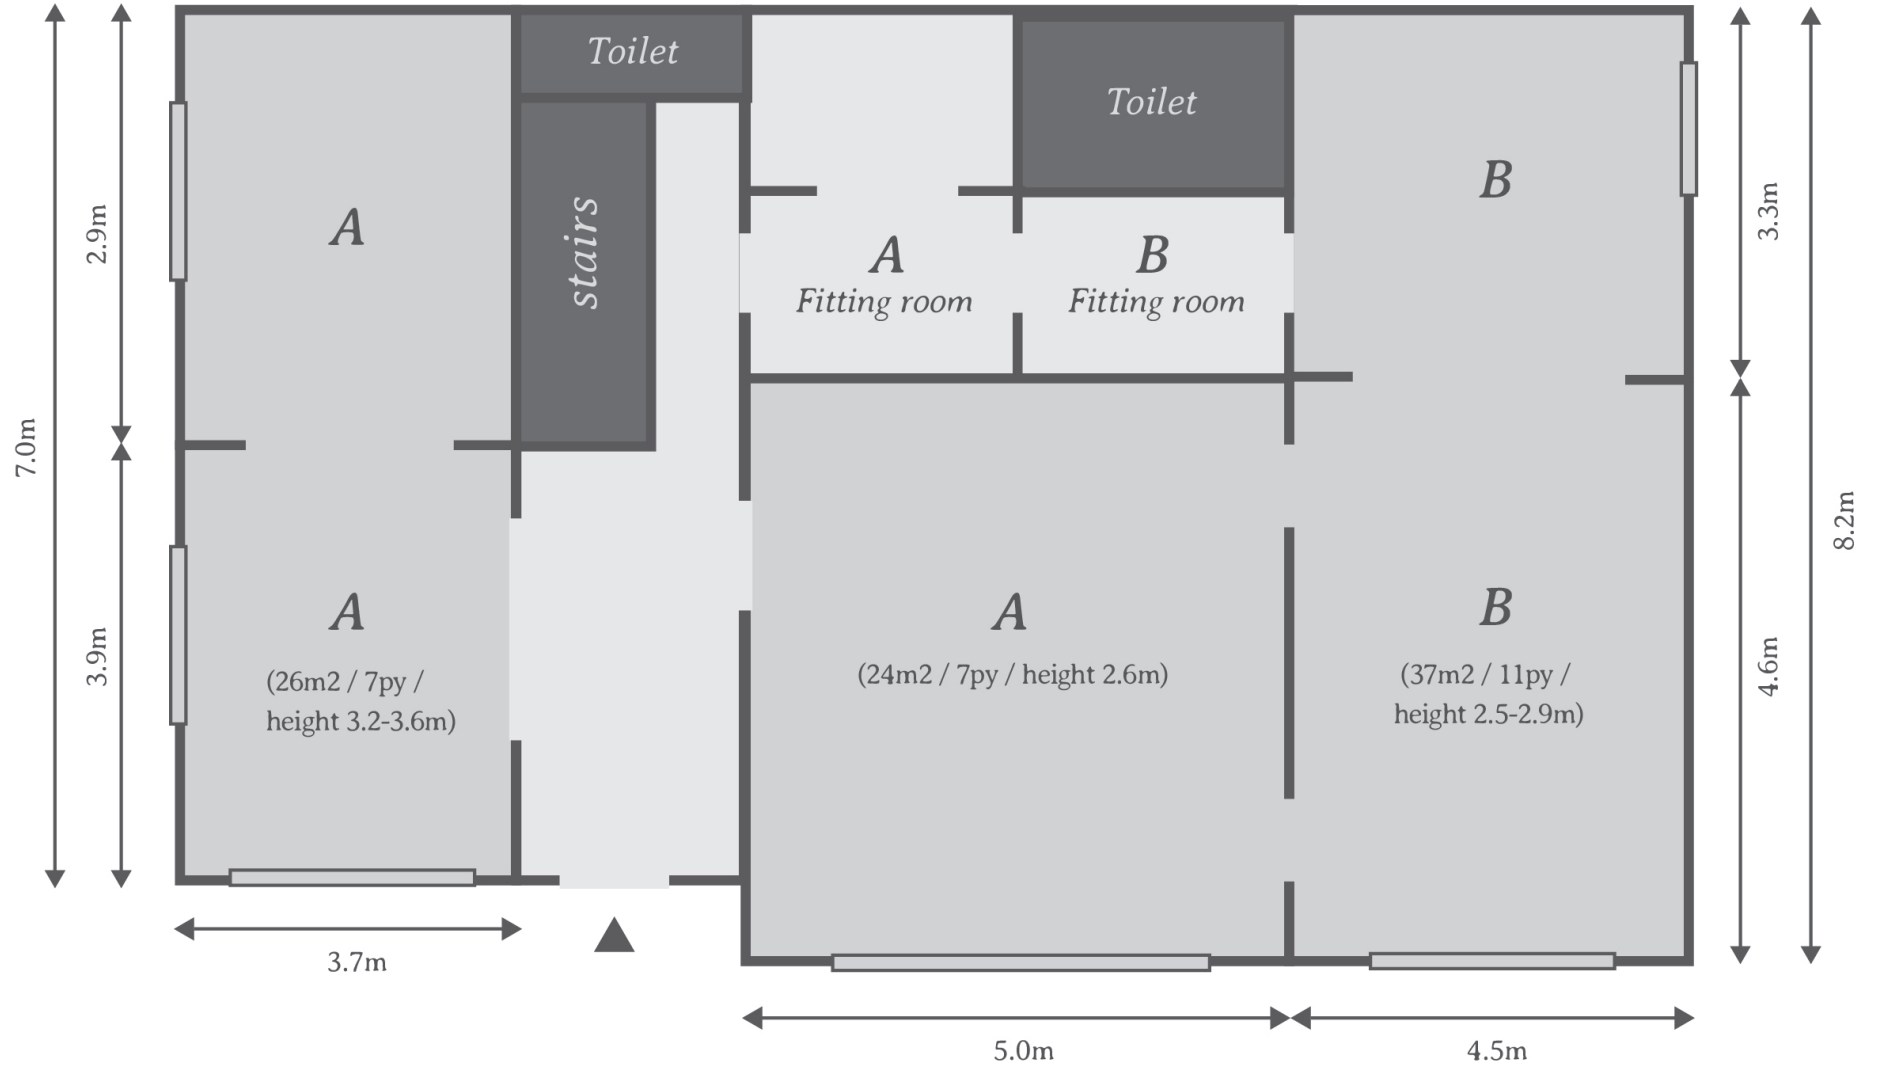 Toilet
Toilet
stairs
A
B
A
Fitting room
B
Fitting room
A
(26m2 / 7py /
height 3.2-3.6m)
A
(24m2 / 7py / height 2.6m)
B
(37m2 / 11py /
height 2.5-2.9m)
7.0m
2.9m
3.9m
3.3m
4.6m
8.2m
3.7m
5.0m
4.5m